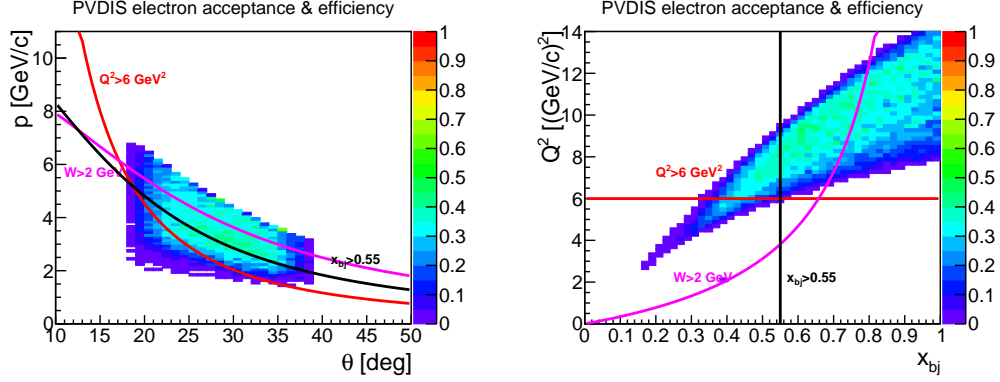 PVDIS electron acceptance & efficiency
p [GeV/c]
10
8
6
4
2
0
Q²>6 GeV²
W>2 Ge
x_bj>0.55
10 15 20 25 30 35 40 45 50
θ [deg]
1
0.9
0.8
0.7
0.6
0.5
0.4
0.3
0.2
0.1
0
PVDIS electron acceptance & efficiency
Q² [(GeV/c)²]
14
12
10
8
6
4
2
0
Q²>6 GeV²
W>2 GeV
x_bj>0.55
0 0.1 0.2 0.3 0.4 0.5 0.6 0.7 0.8 0.9 1
x_bj
1
0.9
0.8
0.7
0.6
0.5
0.4
0.3
0.2
0.1
0